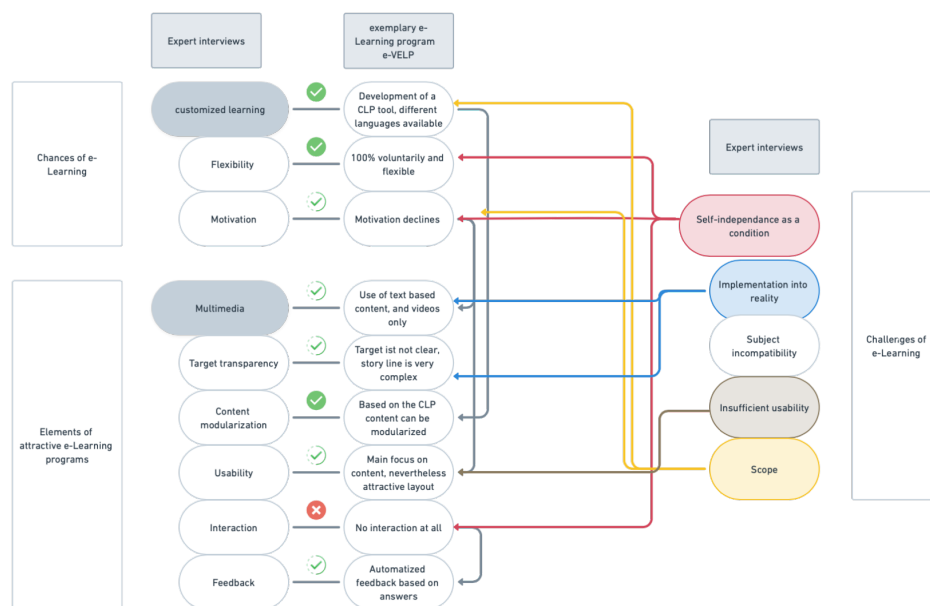 Expert interviews
exemplary e-
Learning program
e-VELP
Chances of e-
Learning
customized learning
Development of a
CLP tool, different
languages available
Flexibility
100% voluntarily and
flexible
Motivation
Motivation declines
Elements of
attractive e-Learning
programs
Multimedia
Use of text based
content, and videos
only
Target transparency
Target ist not clear,
story line is very
complex
Content
modularization
Based on the CLP
content can be
modularized
Usability
Main focus on
content, nevertheless
attractive layout
Interaction
No interaction at all
Feedback
Automatized
feedback based on
answers
Expert interviews
Self-independance as a
condition
Implementation into
reality
Subject
incompatibility
Insufficient usability
Scope
Challenges of
e-Learning